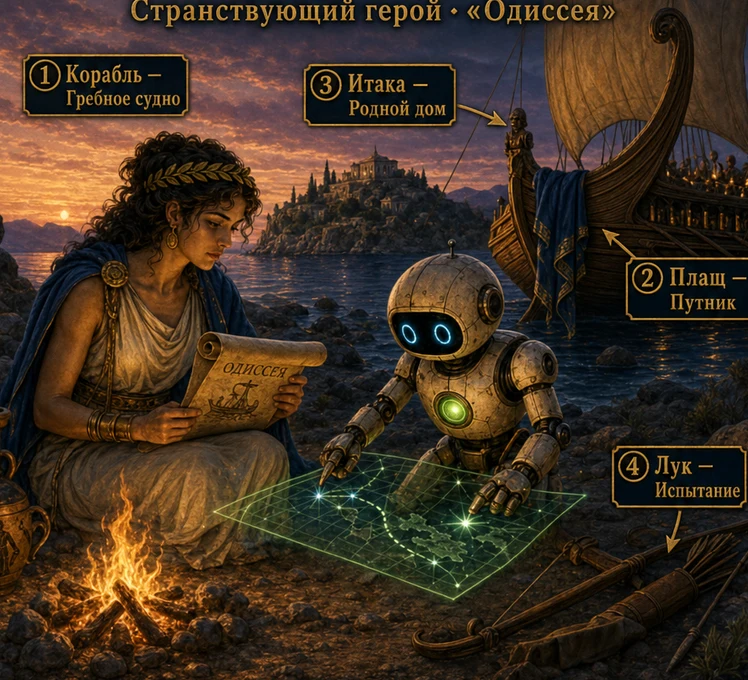 Странствующий герой · «Одиссея»
1 Корабль –
Гребное судно
3 Итака –
Родной дом
2 Плащ –
Путник
ОДИССЕЯ
4 Лук –
Испытание